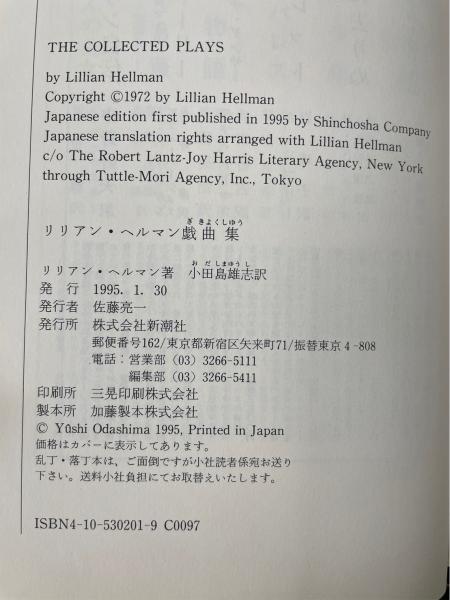 THE COLLECTED PLAYS
by Lillian Hellman
Copyright ©1972 by Lillian Hellman
Japanese edition first published in 1995 by Shinchosha Company
Japanese translation rights arranged with Lillian Hellman
c/o The Robert Lantz-Joy Harris Literary Agency, New York
through Tuttle-Mori Agency, Inc., Tokyo
ぎきよくしゆう
リリアン・ヘルマン戯曲集
おだしまゆうし
リリアン・ヘルマン著 小田島雄志訳
発行 1995. 1. 30
発行者 佐藤亮一
発行所 株式会社新潮社
郵便番号162/東京都新宿区矢来町71/振替東京4-808
電話：営業部(03) 3266-5111
編集部(03) 3266-5411
印刷所 三晃印刷株式会社
製本所 加藤製本株式会社
© Yûshi Odashima 1995, Printed in Japan
価格はカバーに表示してあります。
乱丁・落丁本は、ご面倒ですが小社読者係宛お送り
下さい。送料小社負担にてお取替えいたします。
ISBN4-10-530201-9 C0097